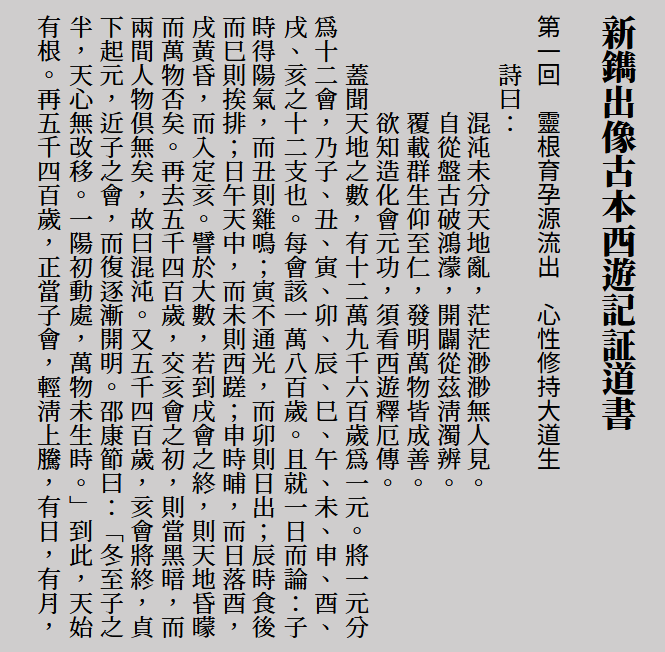 新鐫出像古本西遊記証道書
第一回　靈根育孕源流出　心性修持大道生
詩曰：
混沌未分天地亂，茫茫渺渺無人見。
自從盤古破鴻濛，開闢從茲淸濁辨。
覆載群生仰至仁，發明萬物皆成善。
欲知造化會元功，須看西遊釋厄傳。
蓋聞天地之數，有十二萬九千六百歲爲一元。將一元分
爲十二會，乃子、丑、寅、卯、辰、巳、午、未、申、酉、
戌、亥之十二支也。每會該一萬八百歲。且就一日而論：子
時得陽氣，而丑則雞鳴；寅不通光，而卯則日出；辰時食後，
而巳則挨排；日午天中，而未則西蹉；申時晡，而日落酉，
戌黃昏，而入定亥。譬於大數，若到戌會之終，則天地昏曚
而萬物否矣。再去五千四百歲，交亥會之初，則當黑暗，而
兩間人物俱無矣，故曰混沌。又五千四百歲，亥會將終，貞
下起元，近子之會，而復逐漸開明。邵康節曰：「冬至子之
半，天心無改移。一陽初動處，萬物未生時。」到此，天始
有根。再五千四百歲，正當子會，輕淸上騰，有日，有月，